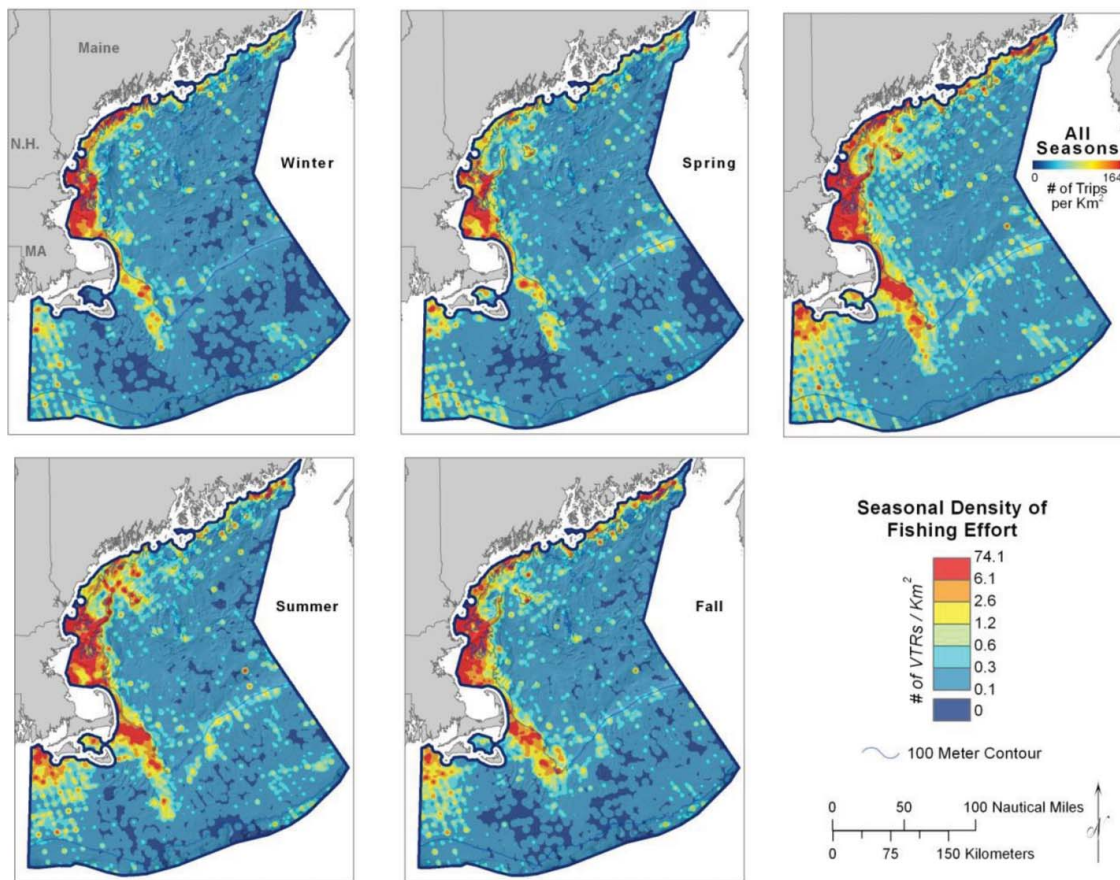 Maine
N.H.
MA
Winter
Spring
All
Seasons
0 164
# of Trips
per Km²
Summer
Fall
Seasonal Density of
Fishing Effort
# of VTRs / Km²
74.1
6.1
2.6
1.2
0.6
0.3
0.1
0
100 Meter Contour
0 50 100 Nautical Miles
0 75 150 Kilometers